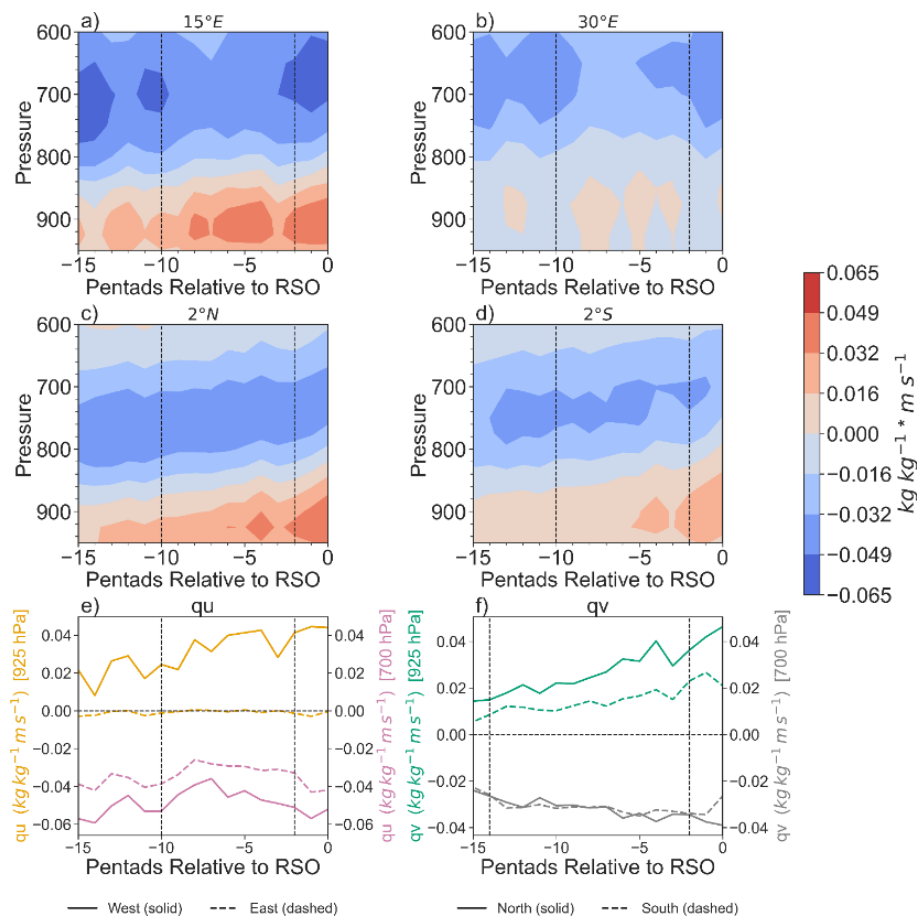 a) 15°E
b) 30°E
600
700
800
900
Pressure
−15 −10 −5 0
Pentads Relative to RSO
600
700
800
900
Pressure
−15 −10 −5 0
Pentads Relative to RSO
c) 2°N
d) 2°S
600
700
800
900
Pressure
−15 −10 −5 0
Pentads Relative to RSO
600
700
800
900
Pressure
−15 −10 −5 0
Pentads Relative to RSO
0.065
0.049
0.032
0.016
0.000
−0.016
−0.032
−0.049
−0.065
kg kg⁻¹ * m s⁻¹
e) qu
qu (kg kg⁻¹ m s⁻¹) [925 hPa]
0.04
0.02
0.00
−0.02
−0.04
−0.06
0.04
0.02
0.00
−0.02
−0.04
−0.06
qu (kg kg⁻¹ m s⁻¹) [700 hPa]
−15 −10 −5 0
Pentads Relative to RSO
f) qv
qv (kg kg⁻¹ m s⁻¹) [925 hPa]
0.04
0.02
0.00
−0.02
−0.04
0.04
0.02
0.00
−0.02
−0.04
qv (kg kg⁻¹ m s⁻¹) [700 hPa]
−15 −10 −5 0
Pentads Relative to RSO
West (solid) East (dashed)
North (solid) South (dashed)